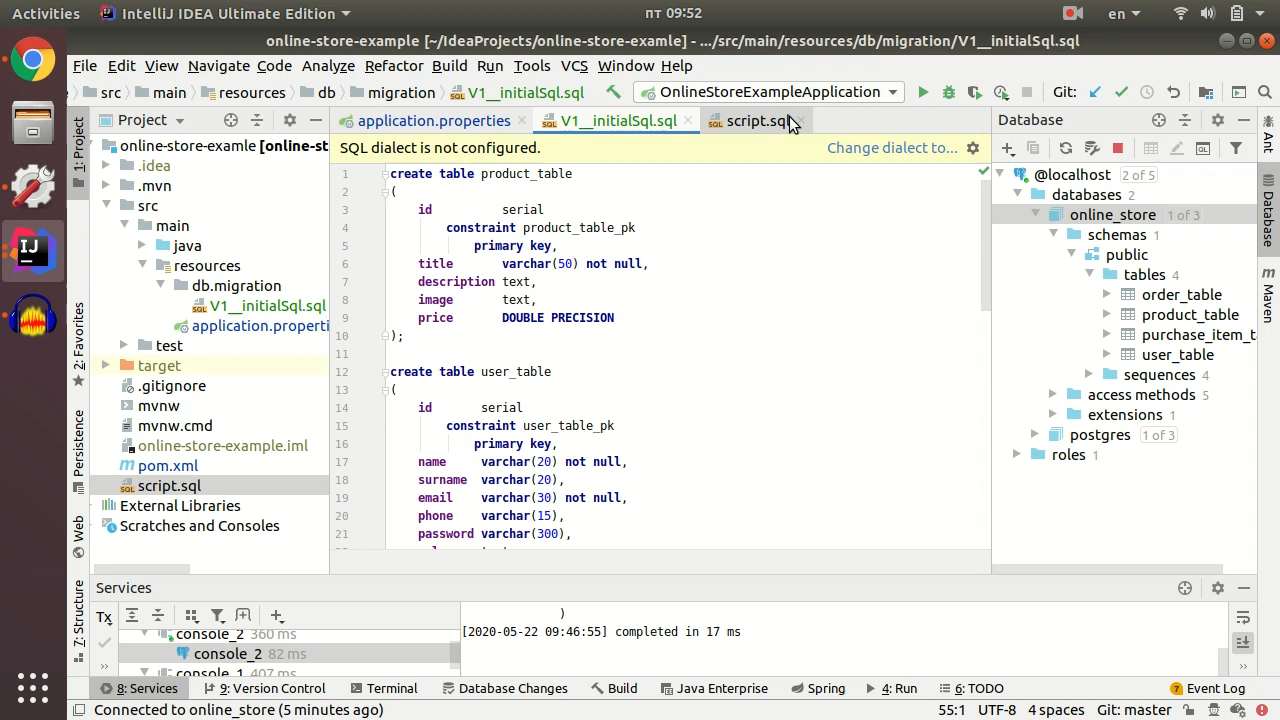 Activities
IntelliJ IDEA Ultimate Edition
пт 09:52
en
online-store-example [~/IdeaProjects/online-store-examle] - .../src/main/resources/db/migration/V1__initialSql.sql
File Edit View Navigate Code Analyze Refactor Build Run Tools VCS Window Help
src main resources db migration V1__initialSql.sql OnlineStoreExampleApplication Git:
1: Project
2: Favorites
Persistence
Web
7: Structure
Project
online-store-examle [online-st
.idea
.mvn
src
main
java
resources
db.migration
V1__initialSql.sql
application.properti
test
target
.gitignore
mvnw
mvnw.cmd
online-store-example.iml
pom.xml
script.sql
External Libraries
Scratches and Consoles
application.properties V1__initialSql.sql script.sql
SQL dialect is not configured. Change dialect to...
1 create table product_table
2 (
3 id serial
4 constraint product_table_pk
5 primary key,
6 title varchar(50) not null,
7 description text,
8 image text,
9 price DOUBLE PRECISION
10 );
11
12 create table user_table
13 (
14 id serial
15 constraint user_table_pk
16 primary key,
17 name varchar(20) not null,
18 surname varchar(20),
19 email varchar(30) not null,
20 phone varchar(15),
21 password varchar(300),
Database
@localhost 2 of 5
databases 2
online_store 1 of 3
schemas 1
public
tables 4
order_table
product_table
purchase_item_t
user_table
sequences 4
access methods 5
extensions 1
postgres 1 of 3
roles 1
Ant
Database
Maven
Services
Tx
console_2 360 ms
console_2 82 ms
console_1 407 ms
)
[2020-05-22 09:46:55] completed in 17 ms
8: Services 9: Version Control Terminal Database Changes Build Java Enterprise Spring 4: Run 6: TODO 7 Event Log
Connected to online_store (5 minutes ago) 55:1 UTF-8 4 spaces Git: master